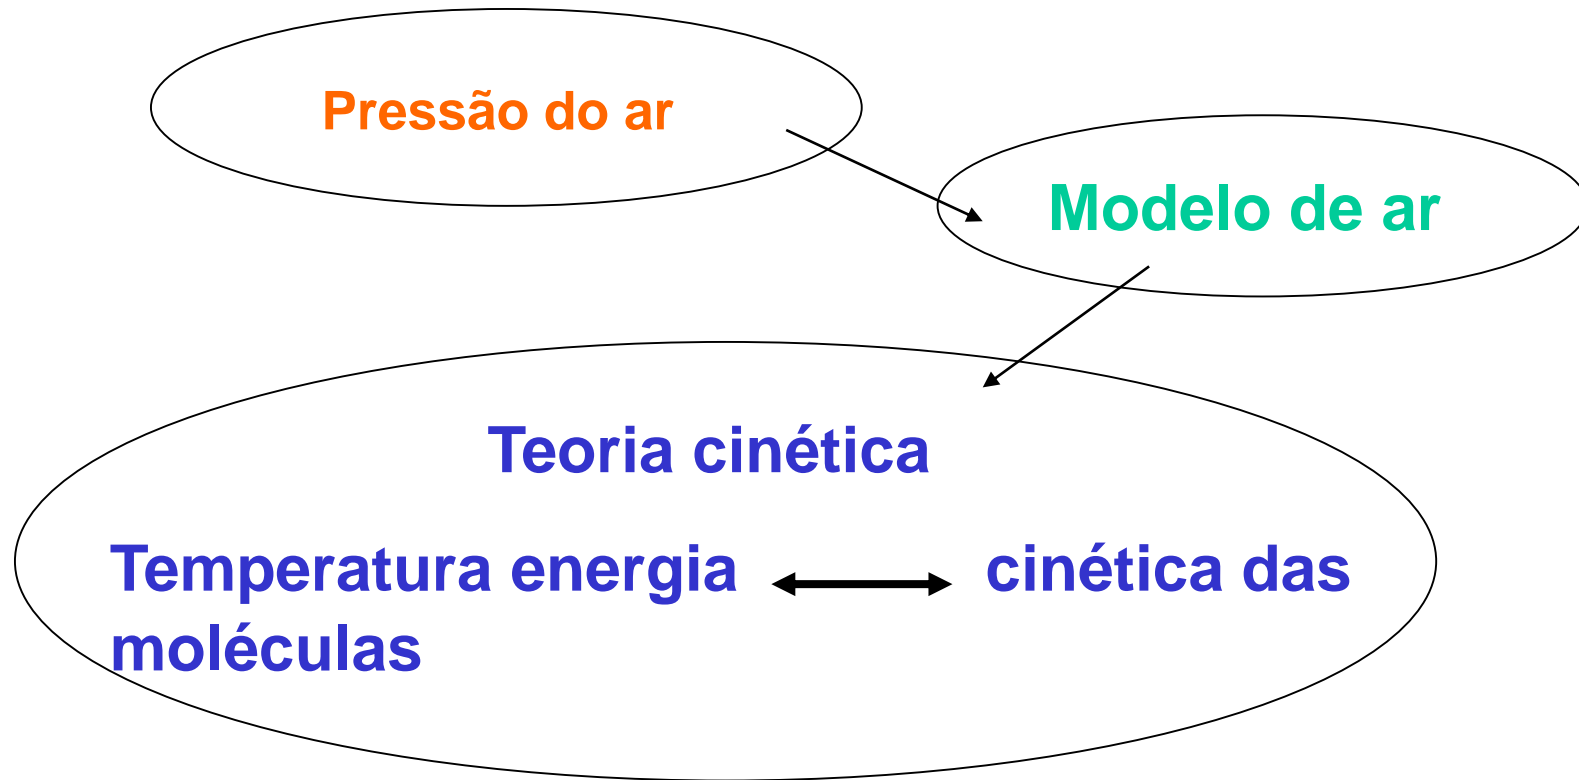 Pressão do ar
Modelo de ar
Teoria cinética
Temperatura energia cinética das
moléculas